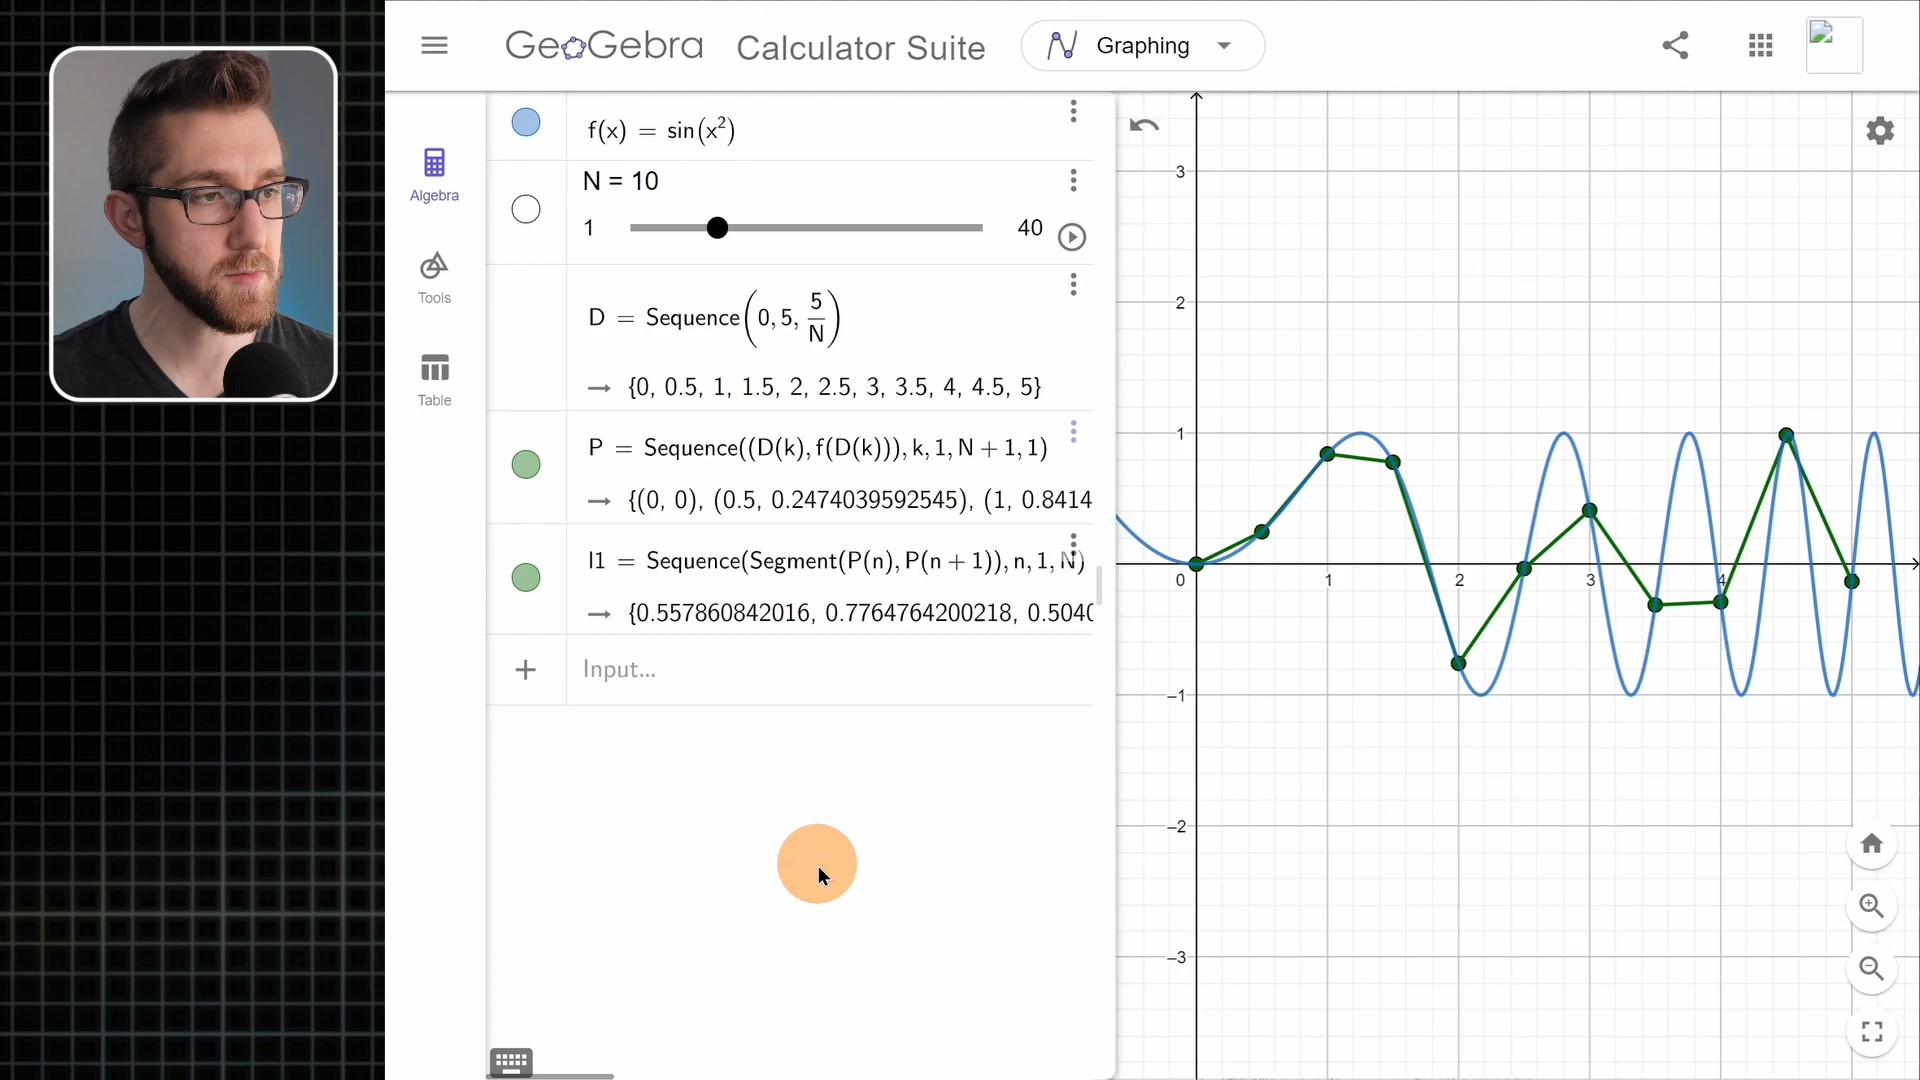 GeoGebra Calculator Suite Graphing
Algebra
Tools
Table
f(x) = sin(x²)
N = 10
1 40
D = Sequence(0, 5, 5/N)
→ {0, 0.5, 1, 1.5, 2, 2.5, 3, 3.5, 4, 4.5, 5}
P = Sequence((D(k), f(D(k))), k, 1, N + 1, 1)
→ {(0, 0), (0.5, 0.2474039592545), (1, 0.8414
l1 = Sequence(Segment(P(n), P(n + 1)), n, 1, N)
→ {0.557860842016, 0.7764764200218, 0.5040
+ Input...
3
2
1
0 1 2 3 4
–1
–2
–3